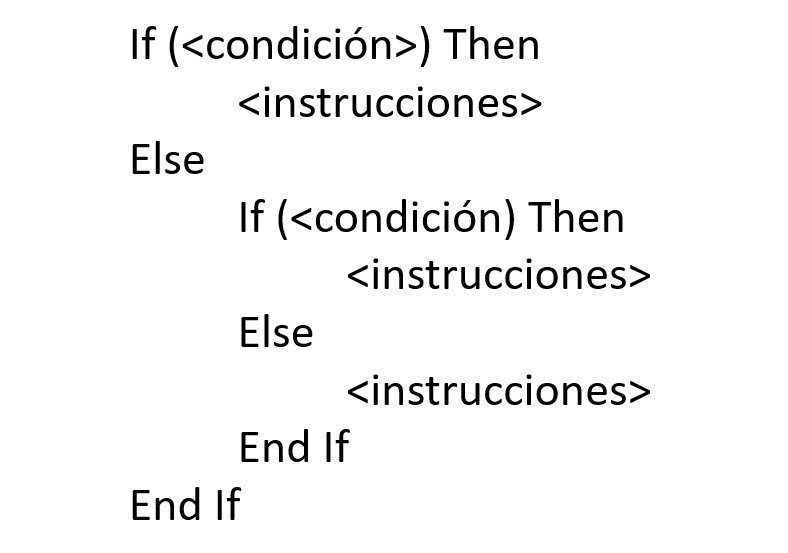 If (<condición>) Then
<instrucciones>
Else
If (<condición) Then
<instrucciones>
Else
<instrucciones>
End If
End If